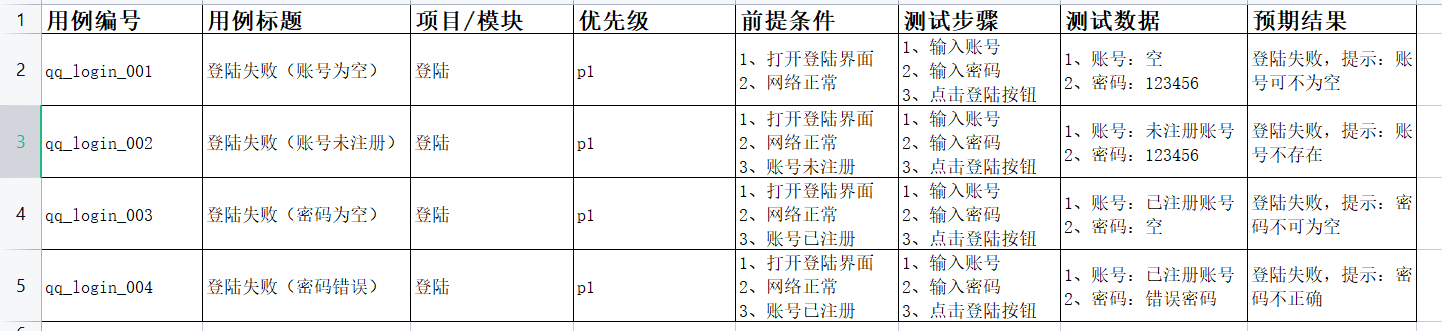 1 用例编号 用例标题 项目/模块 优先级 前提条件 测试步骤 测试数据 预期结果
2 qq_login_001 登陆失败（账号为空） 登陆 p1
1、打开登陆界面
2、网络正常
1、输入账号
2、输入密码
3、点击登陆按钮
1、账号：空
2、密码：123456
登陆失败，提示：账
号可不为空
3 qq_login_002 登陆失败（账号未注册） 登陆 p1
1、打开登陆界面
2、网络正常
3、账号未注册
1、输入账号
2、输入密码
3、点击登陆按钮
1、账号：未注册账号
2、密码：123456
登陆失败，提示：账
号不存在
4 qq_login_003 登陆失败（密码为空） 登陆 p1
1、打开登陆界面
2、网络正常
3、账号已注册
1、输入账号
2、输入密码
3、点击登陆按钮
1、账号：已注册账号
2、密码：空
登陆失败，提示：密
码不可为空
5 qq_login_004 登陆失败（密码错误） 登陆 p1
1、打开登陆界面
2、网络正常
3、账号已注册
1、输入账号
2、输入密码
3、点击登陆按钮
1、账号：已注册账号
2、密码：错误密码
登陆失败，提示：密
码不正确